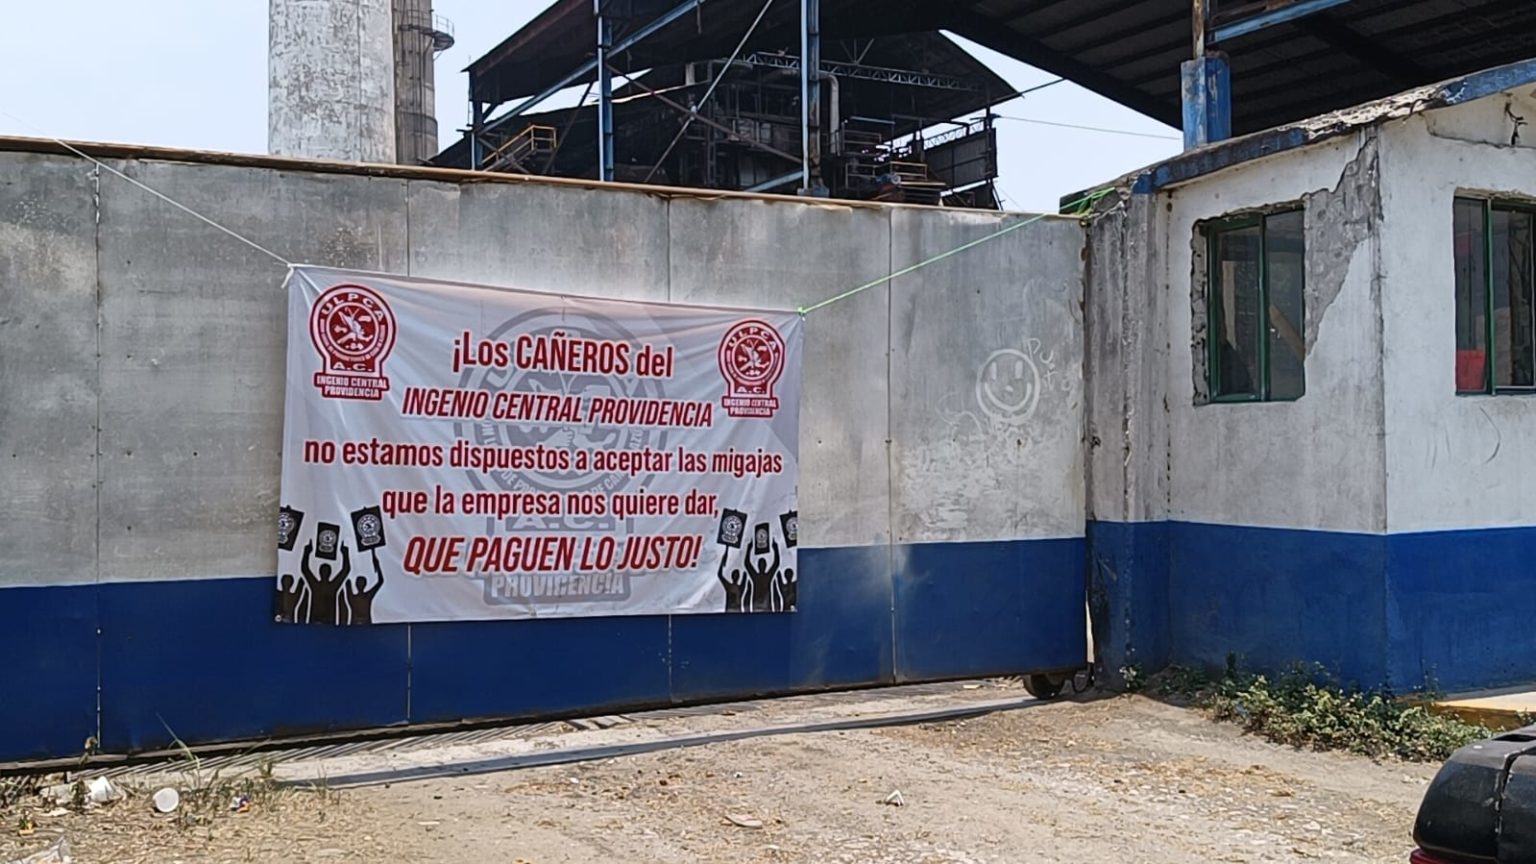 ¡Los CAÑEROS del
INGENIO CENTRAL PROVIDENCIA
no estamos dispuestos a aceptar las migajas
que la empresa nos quiere dar,
QUE PAGUEN LO JUSTO!
ULPCA
A.C.
INGENIO CENTRAL
PROVIDENCIA
ULPCA
A.C.
INGENIO CENTRAL
PROVIDENCIA
A.C.
PROVIDENCIA